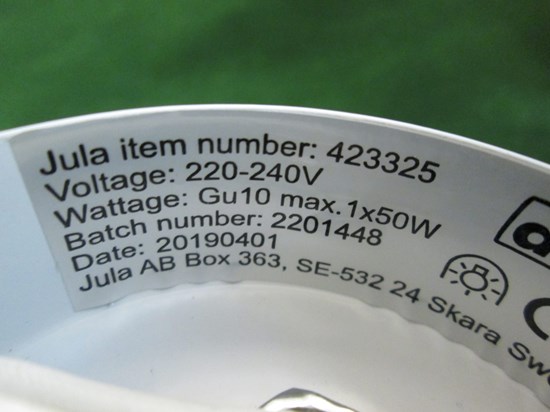 Jula item number: 423325
Voltage: 220-240V
Wattage: Gu10 max.1x50W
Batch number: 2201448
Date: 20190401
Jula AB Box 363, SE-532 24 Skara